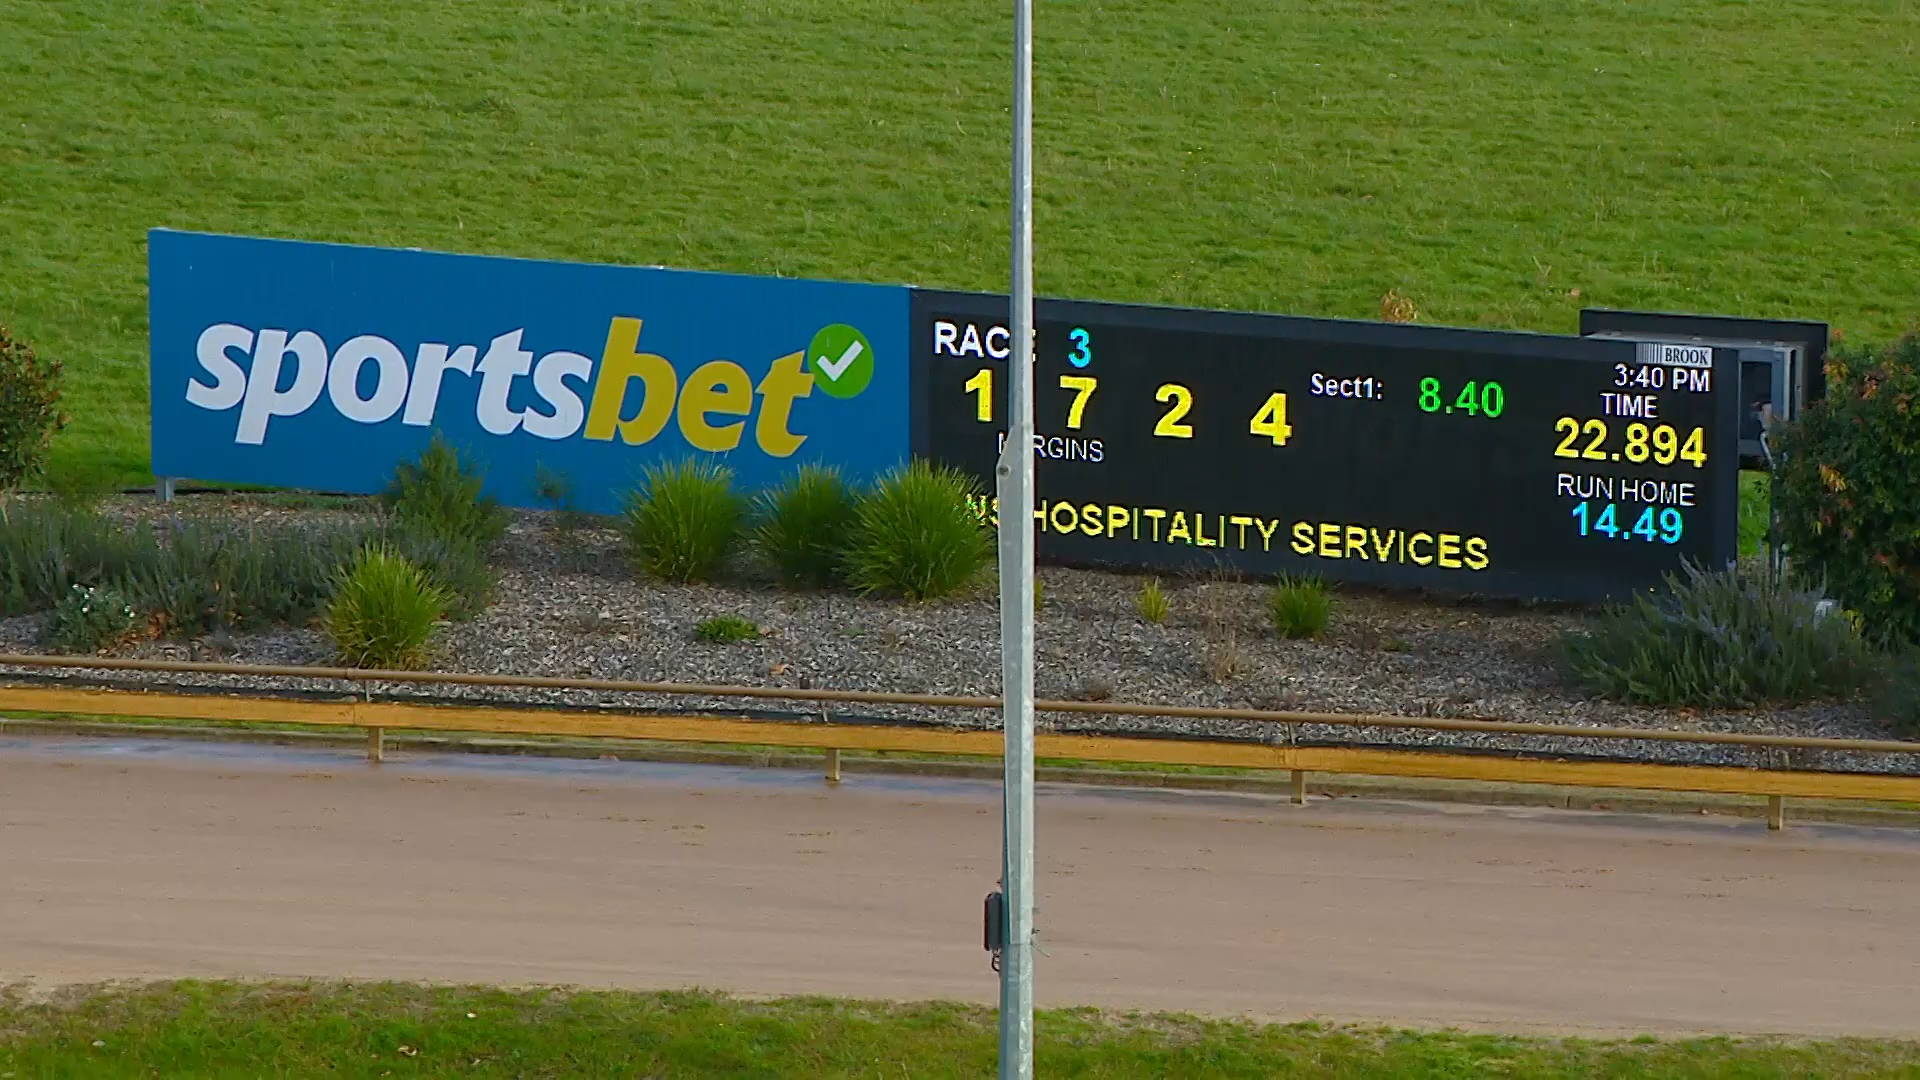 sportsbet
RACE 3
1 7 2 4
MARGINS
Sect1: 8.40
BROOK
3:40 PM
TIME
22.894
RUN HOME
14.49
HOSPITALITY SERVICES